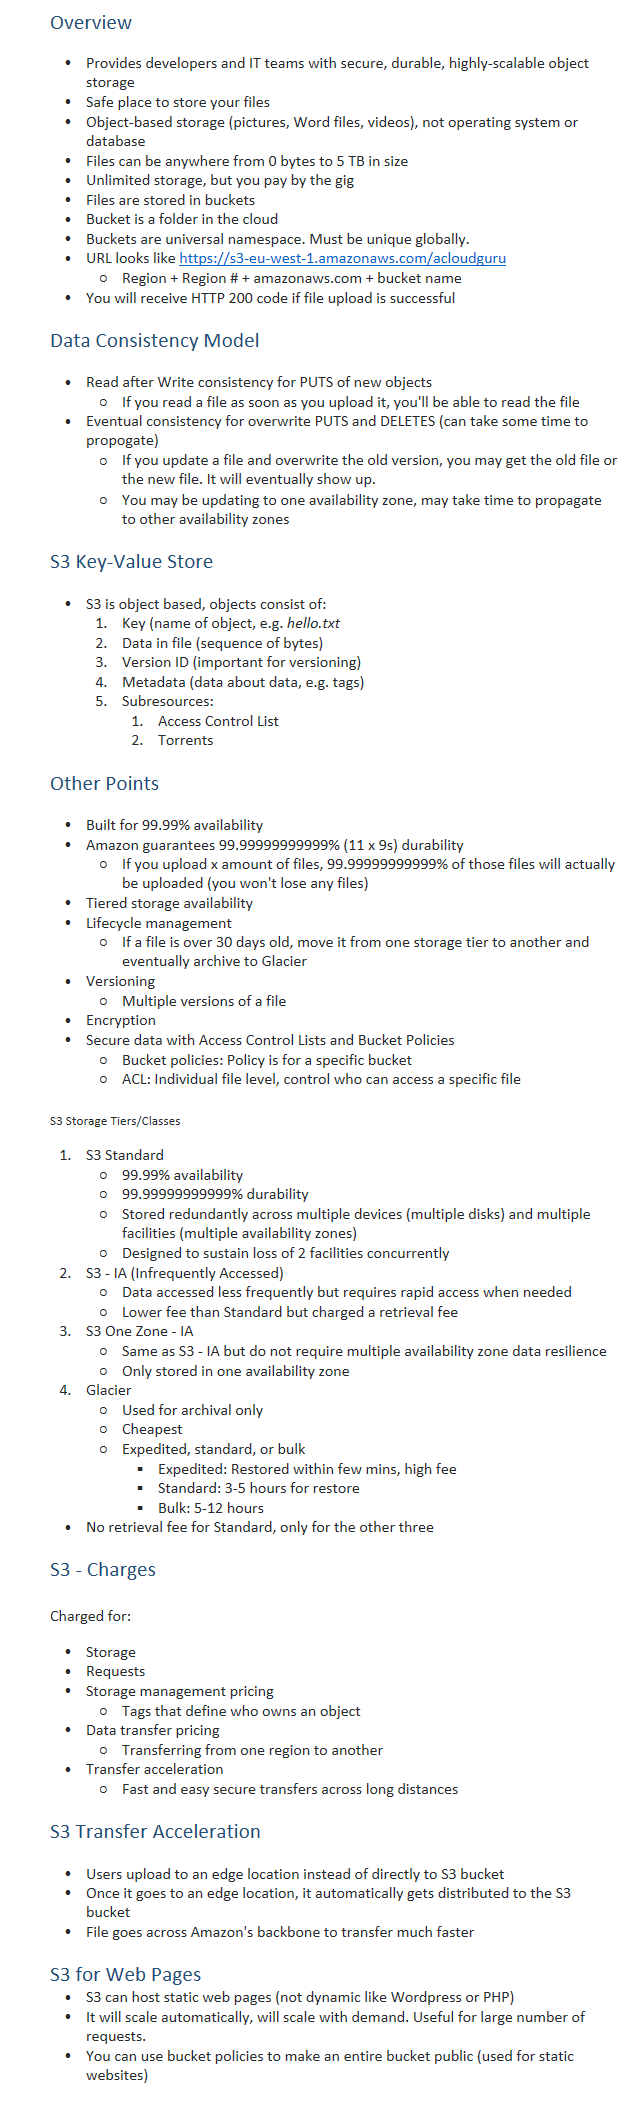 Overview
• Provides developers and IT teams with secure, durable, highly-scalable object
storage
• Safe place to store your files
• Object-based storage (pictures, Word files, videos), not operating system or
database
• Files can be anywhere from 0 bytes to 5 TB in size
• Unlimited storage, but you pay by the gig
• Files are stored in buckets
• Bucket is a folder in the cloud
• Buckets are universal namespace. Must be unique globally.
• URL looks like https://s3-eu-west-1.amazonaws.com/acloudguru
○ Region + Region # + amazonaws.com + bucket name
• You will receive HTTP 200 code if file upload is successful
Data Consistency Model
• Read after Write consistency for PUTS of new objects
○ If you read a file as soon as you upload it, you'll be able to read the file
• Eventual consistency for overwrite PUTS and DELETES (can take some time to
propogate)
○ If you update a file and overwrite the old version, you may get the old file or
the new file. It will eventually show up.
○ You may be updating to one availability zone, may take time to propagate
to other availability zones
S3 Key-Value Store
• S3 is object based, objects consist of:
1. Key (name of object, e.g. hello.txt
2. Data in file (sequence of bytes)
3. Version ID (important for versioning)
4. Metadata (data about data, e.g. tags)
5. Subresources:
1. Access Control List
2. Torrents
Other Points
• Built for 99.99% availability
• Amazon guarantees 99.99999999999% (11 x 9s) durability
○ If you upload x amount of files, 99.99999999999% of those files will actually
be uploaded (you won't lose any files)
• Tiered storage availability
• Lifecycle management
○ If a file is over 30 days old, move it from one storage tier to another and
eventually archive to Glacier
• Versioning
○ Multiple versions of a file
• Encryption
• Secure data with Access Control Lists and Bucket Policies
○ Bucket policies: Policy is for a specific bucket
○ ACL: Individual file level, control who can access a specific file
S3 Storage Tiers/Classes
1. S3 Standard
○ 99.99% availability
○ 99.99999999999% durability
○ Stored redundantly across multiple devices (multiple disks) and multiple
facilities (multiple availability zones)
○ Designed to sustain loss of 2 facilities concurrently
2. S3 - IA (Infrequently Accessed)
○ Data accessed less frequently but requires rapid access when needed
○ Lower fee than Standard but charged a retrieval fee
3. S3 One Zone - IA
○ Same as S3 - IA but do not require multiple availability zone data resilience
○ Only stored in one availability zone
4. Glacier
○ Used for archival only
○ Cheapest
○ Expedited, standard, or bulk
▪ Expedited: Restored within few mins, high fee
▪ Standard: 3-5 hours for restore
▪ Bulk: 5-12 hours
• No retrieval fee for Standard, only for the other three
S3 - Charges
Charged for:
• Storage
• Requests
• Storage management pricing
○ Tags that define who owns an object
• Data transfer pricing
○ Transferring from one region to another
• Transfer acceleration
○ Fast and easy secure transfers across long distances
S3 Transfer Acceleration
• Users upload to an edge location instead of directly to S3 bucket
• Once it goes to an edge location, it automatically gets distributed to the S3
bucket
• File goes across Amazon's backbone to transfer much faster
S3 for Web Pages
• S3 can host static web pages (not dynamic like Wordpress or PHP)
• It will scale automatically, will scale with demand. Useful for large number of
requests.
• You can use bucket policies to make an entire bucket public (used for static
websites)